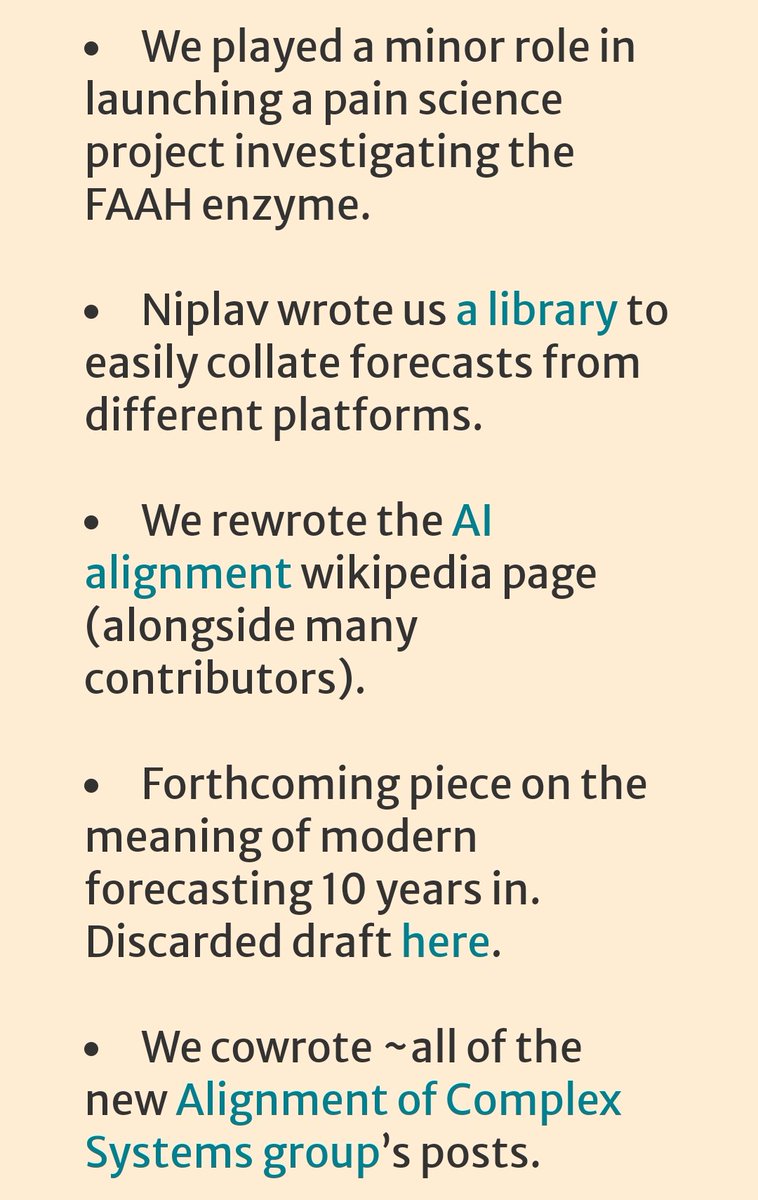 • We played a minor role in
launching a pain science
project investigating the
FAAH enzyme.
• Niplav wrote us a library to
easily collate forecasts from
different platforms.
• We rewrote the AI
alignment wikipedia page
(alongside many
contributors).
• Forthcoming piece on the
meaning of modern
forecasting 10 years in.
Discarded draft here.
• We cowrote ~all of the
new Alignment of Complex
Systems group’s posts.